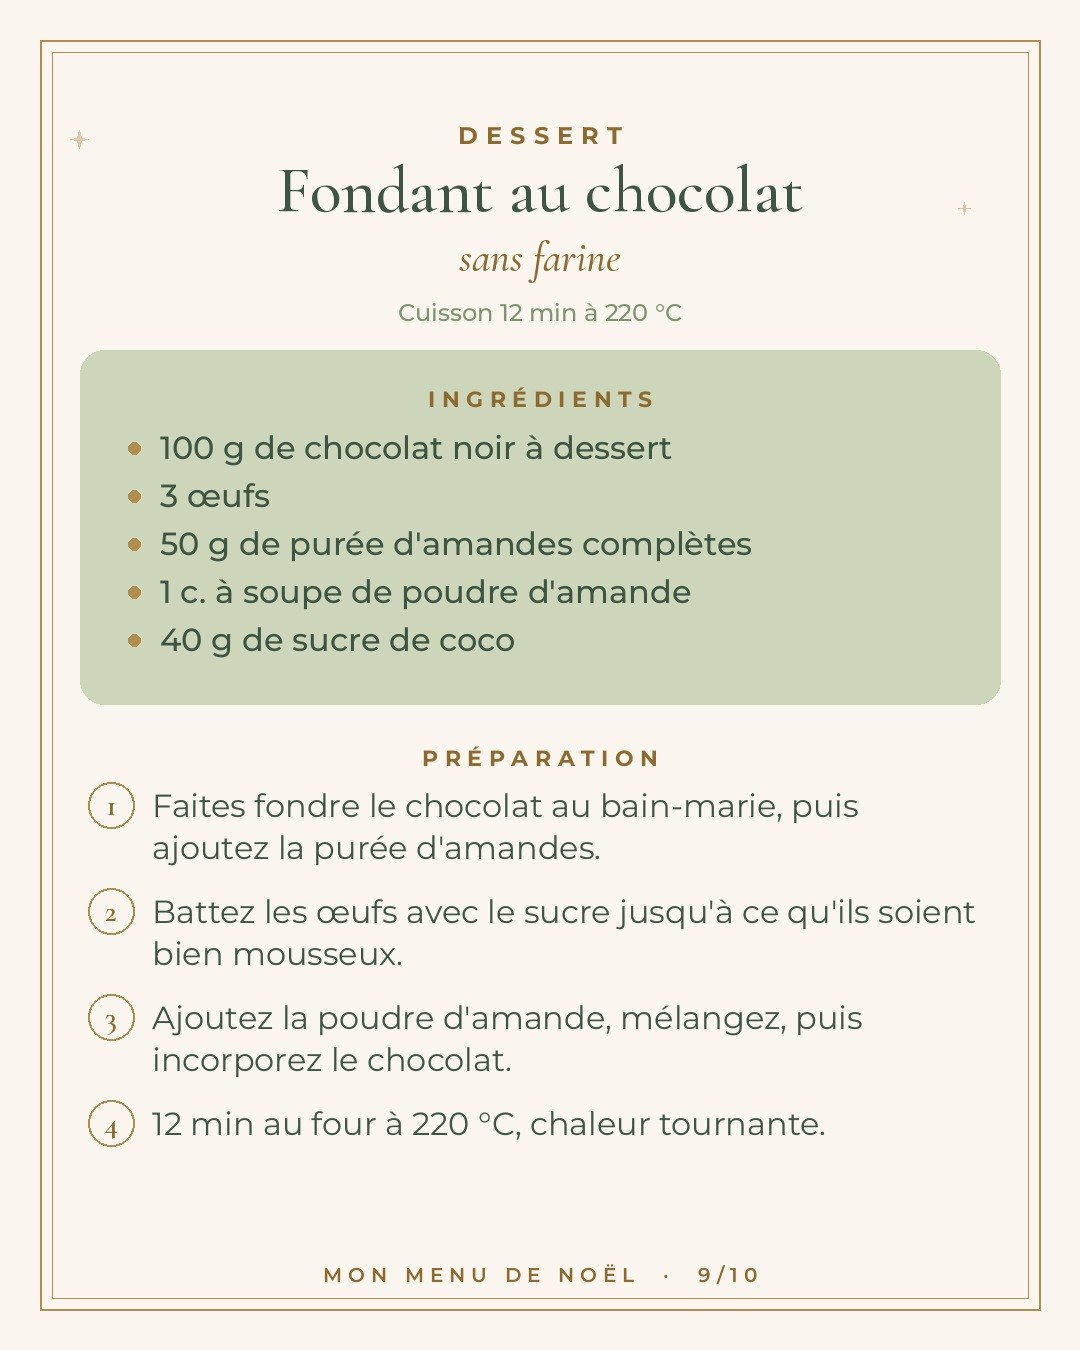 DESSERT
Fondant au chocolat
sans farine
Cuisson 12 min à 220 °C
INGRÉDIENTS
100 g de chocolat noir à dessert
3 œufs
50 g de purée d'amandes complètes
1 c. à soupe de poudre d'amande
40 g de sucre de coco
PRÉPARATION
1 Faites fondre le chocolat au bain-marie, puis
ajoutez la purée d'amandes.
2 Battez les œufs avec le sucre jusqu'à ce qu'ils soient
bien mousseux.
3 Ajoutez la poudre d'amande, mélangez, puis
incorporez le chocolat.
4 12 min au four à 220 °C, chaleur tournante.
MON MENU DE NOËL · 9/10